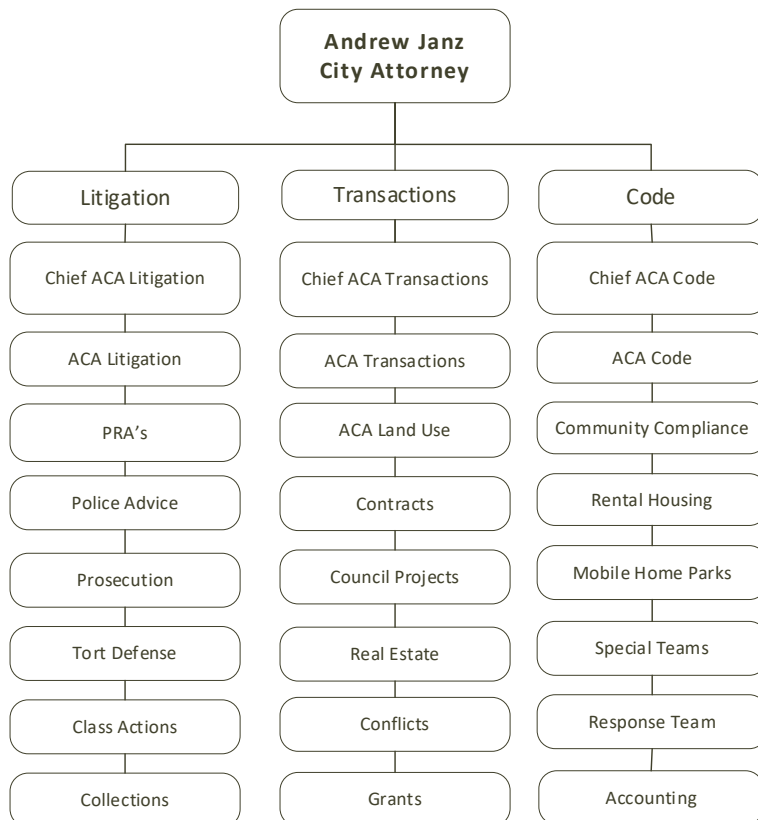 Andrew Janz
City Attorney
Litigation
Chief ACA Litigation
ACA Litigation
PRA’s
Police Advice
Prosecution
Tort Defense
Class Actions
Collections
Transactions
Chief ACA Transactions
ACA Transactions
ACA Land Use
Contracts
Council Projects
Real Estate
Conflicts
Grants
Code
Chief ACA Code
ACA Code
Community Compliance
Rental Housing
Mobile Home Parks
Special Teams
Response Team
Accounting